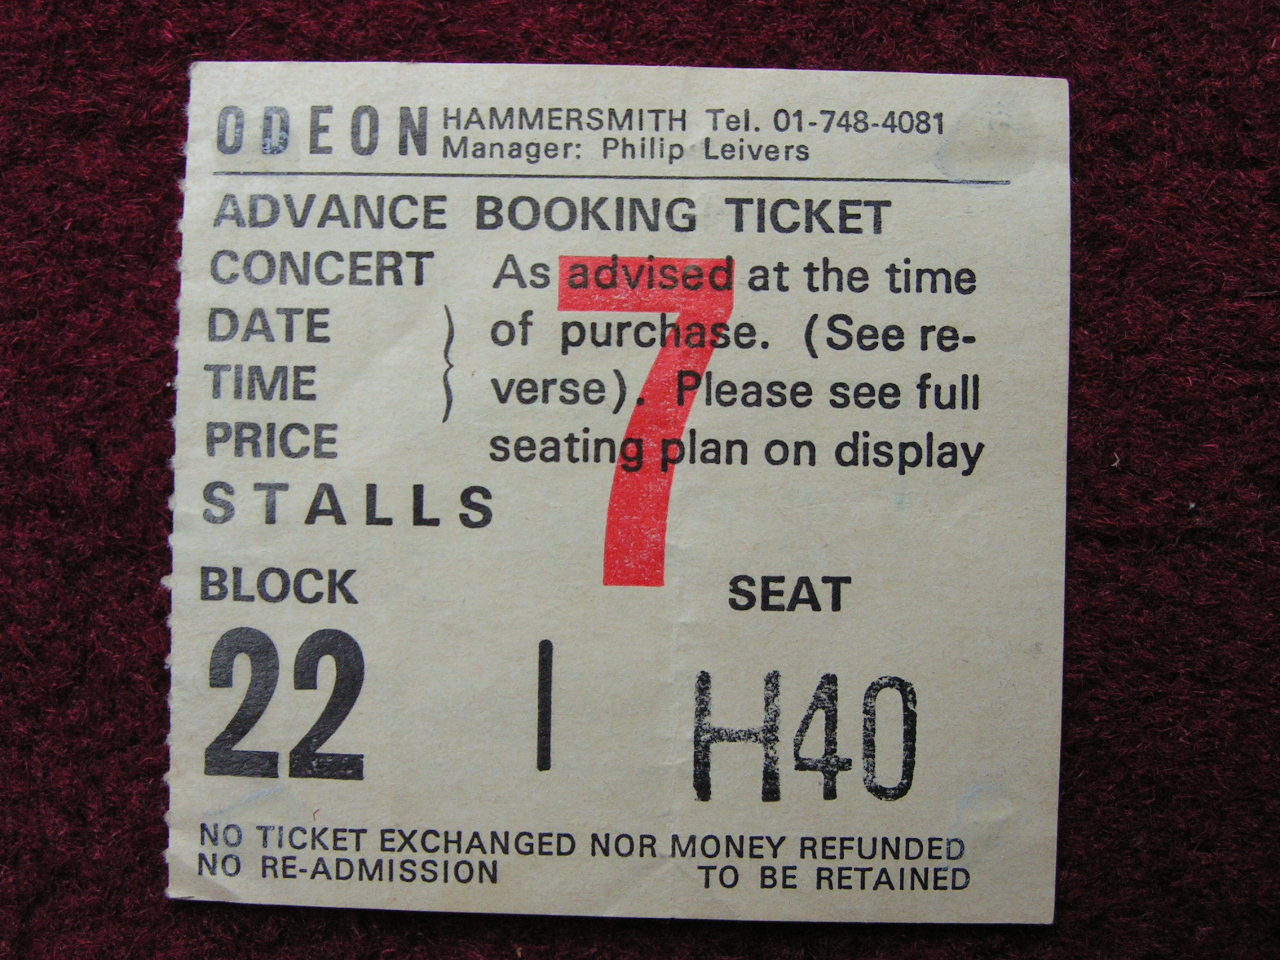 ODEON HAMMERSMITH Tel. 01-748-4081
Manager: Philip Leivers
ADVANCE BOOKING TICKET
CONCERT As advised at the time
DATE of purchase. (See re-
TIME verse). Please see full
PRICE seating plan on display
7
STALLS
BLOCK SEAT
22 | H40
NO TICKET EXCHANGED NOR MONEY REFUNDED
NO RE-ADMISSION TO BE RETAINED